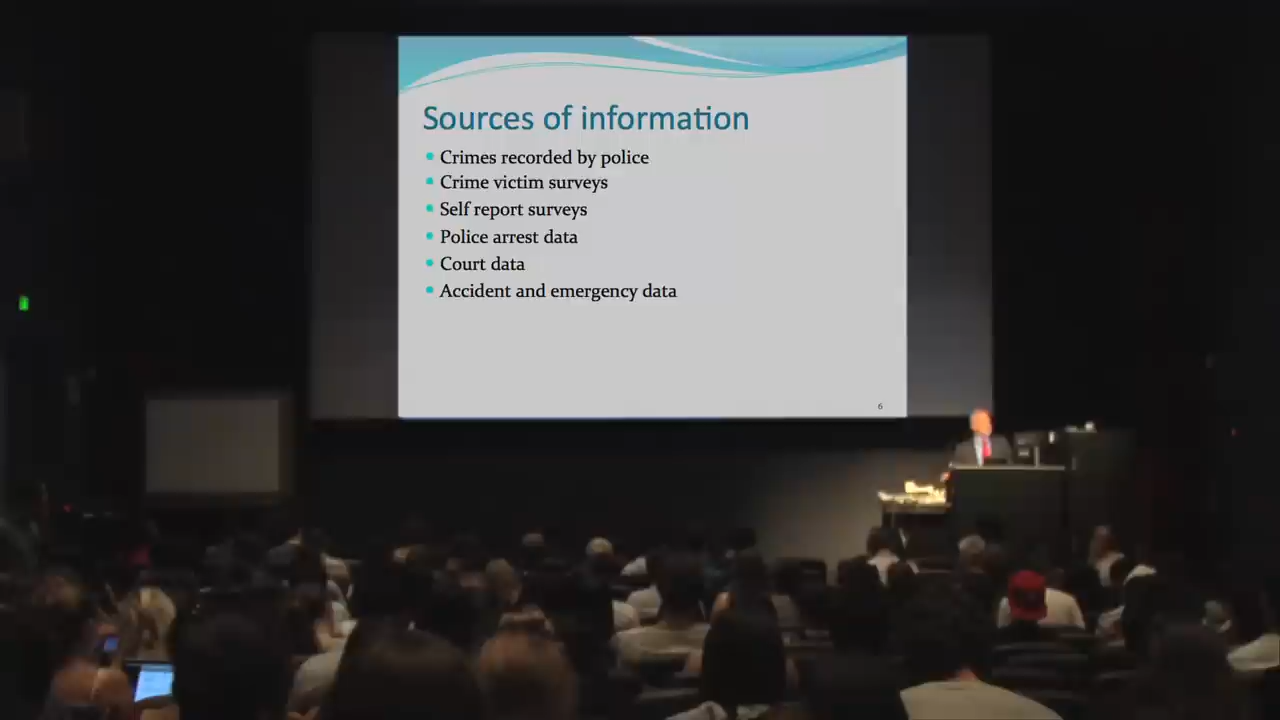 Sources of information
Crimes recorded by police
Crime victim surveys
Self report surveys
Police arrest data
Court data
Accident and emergency data
6